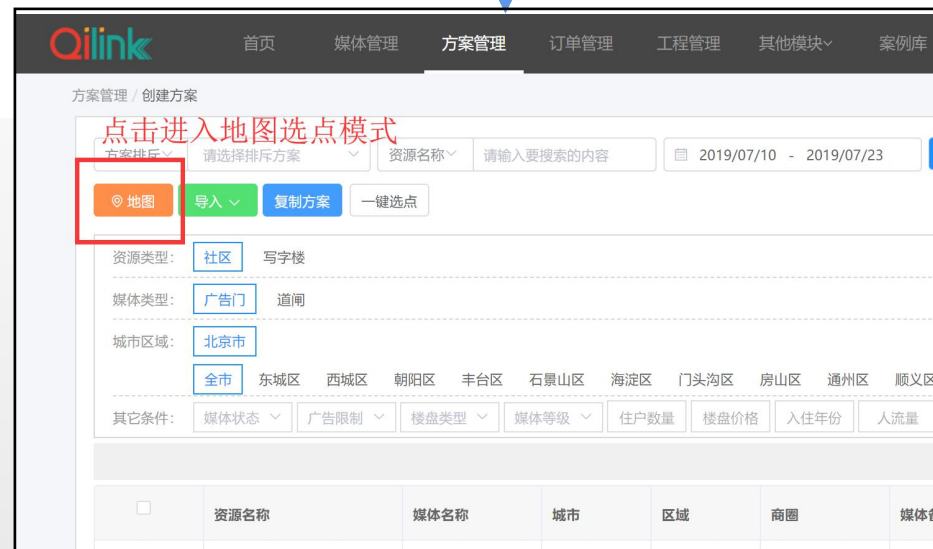 Qilink 首页 媒体管理 方案管理 订单管理 工程管理 其他模块 案例库
方案管理 / 创建方案
点击进入地图选点模式
方案排斥 请选择排斥方案 资源名称 请输入要搜索的内容 2019/07/10 - 2019/07/23
地图 导入 复制方案 一键选点
资源类型: 社区 写字楼
媒体类型: 广告门 道闸
城市区域: 北京市
全市 东城区 西城区 朝阳区 丰台区 石景山区 海淀区 门头沟区 房山区 通州区 顺义区
其它条件: 媒体状态 广告限制 楼盘类型 媒体等级 住户数量 楼盘价格 入住年份 人流量
资源名称 媒体名称 城市 区域 商圈 媒体